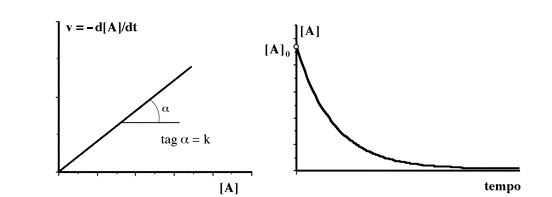 v = −d[A]/dt
α
tag α = k
[A]
[A]
[A]₀
tempo